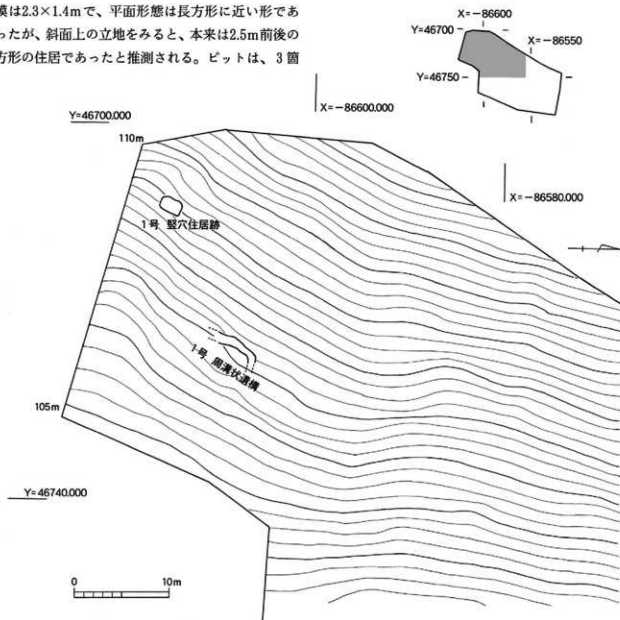 模は2.3×1.4mで、平面形態は長方形に近い形であ
ったが、斜面上の立地をみると、本来は2.5m前後の
方形の住居であったと推測される。ピットは、3箇
X=-86600
Y=46700
X=-86550
Y=46750
X=-86600.000
Y=46700.000
110m
X=-86580.000
1号 竪穴住居跡
1号 周溝状遺構
105m
Y=46740.000
0 10m